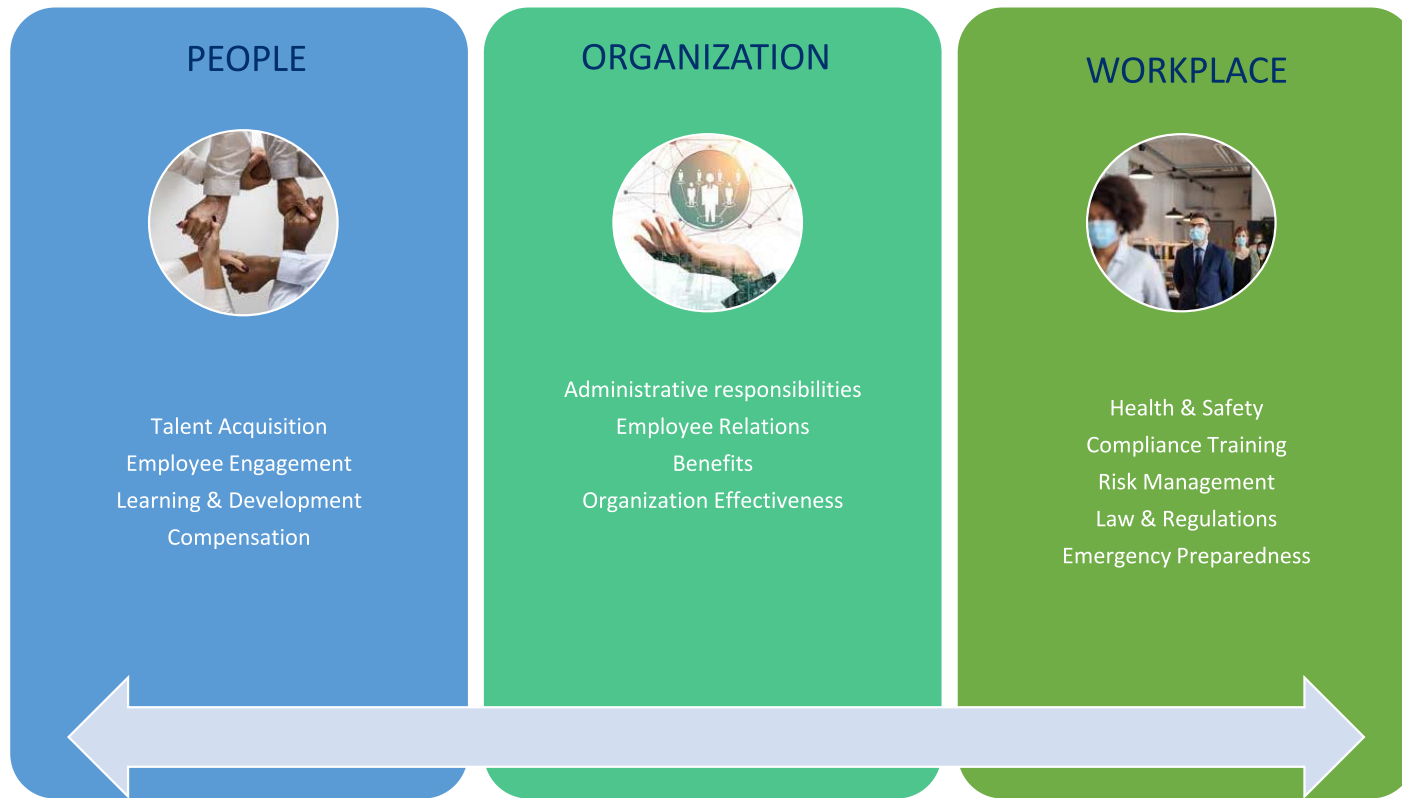 PEOPLE
Talent Acquisition
Employee Engagement
Learning & Development
Compensation
ORGANIZATION
Administrative responsibilities
Employee Relations
Benefits
Organization Effectiveness
WORKPLACE
Health & Safety
Compliance Training
Risk Management
Law & Regulations
Emergency Preparedness